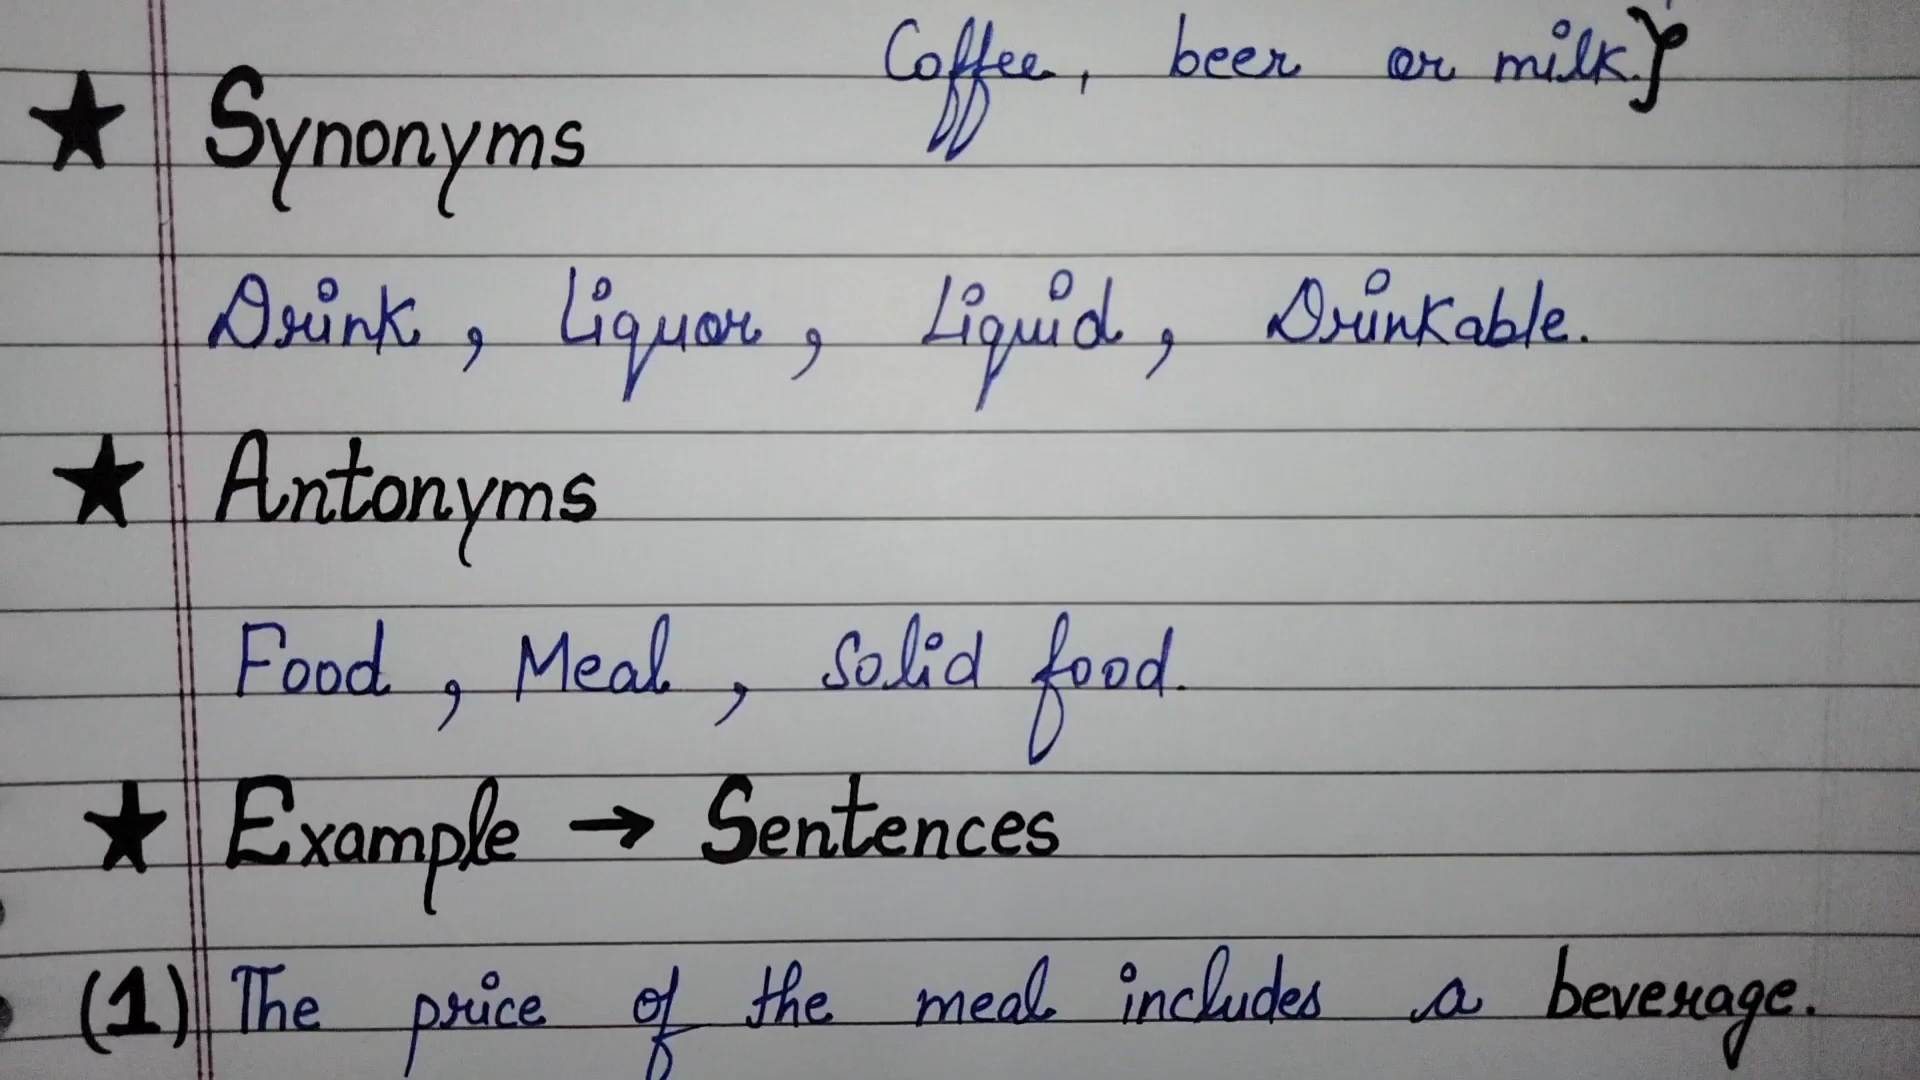 Coffee, beer or milk.}
★ Synonyms
Drink, Liquor, Liquid, Drinkable.
★ Antonyms
Food, Meal, Solid food.
★ Example → Sentences
(1) The price of the meal includes a beverage.